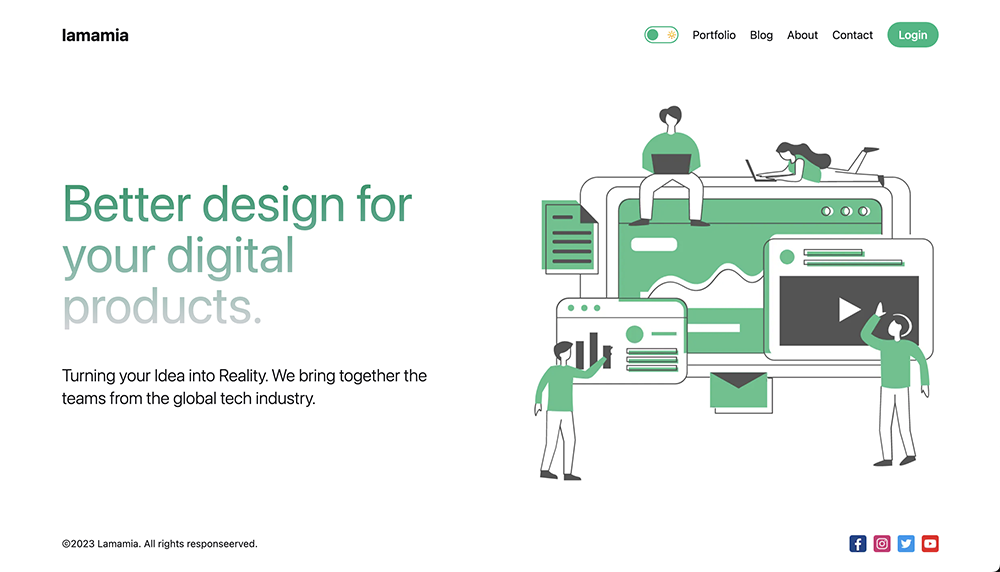 lamamia
Portfolio Blog About Contact Login
Better design for
your digital
products.
Turning your Idea into Reality. We bring together the
teams from the global tech industry.
©2023 Lamamia. All rights responseerved.